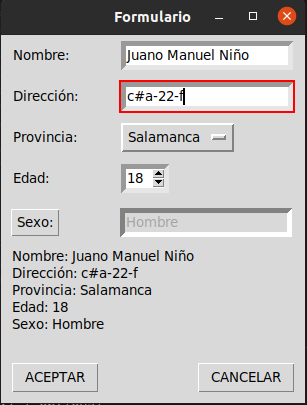 Formulario
Nombre: Juano Manuel Niño
Dirección: c#a-22-f
Provincia: Salamanca
Edad: 18
Sexo: Hombre
Nombre: Juano Manuel Niño
Dirección: c#a-22-f
Provincia: Salamanca
Edad: 18
Sexo: Hombre
ACEPTAR CANCELAR